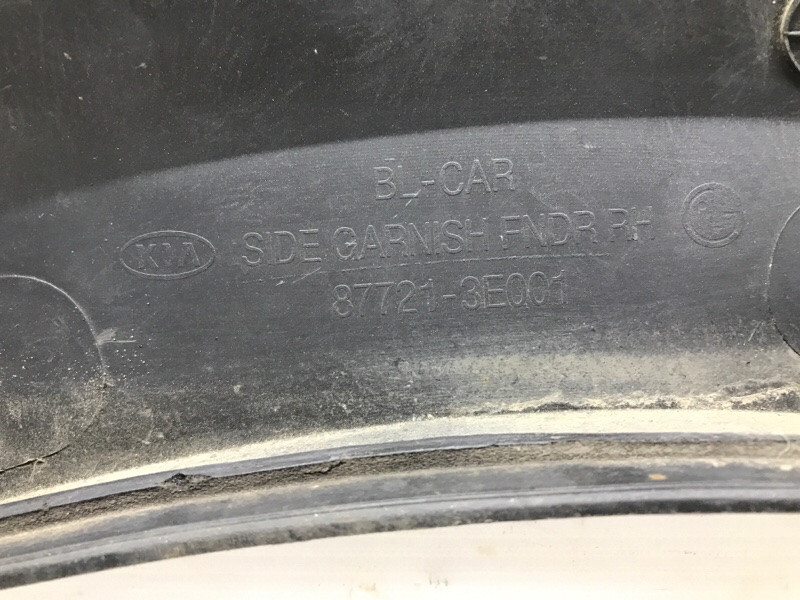 BL-CAR
KIA SIDE GARNISH FNDR RH
87721-3E001